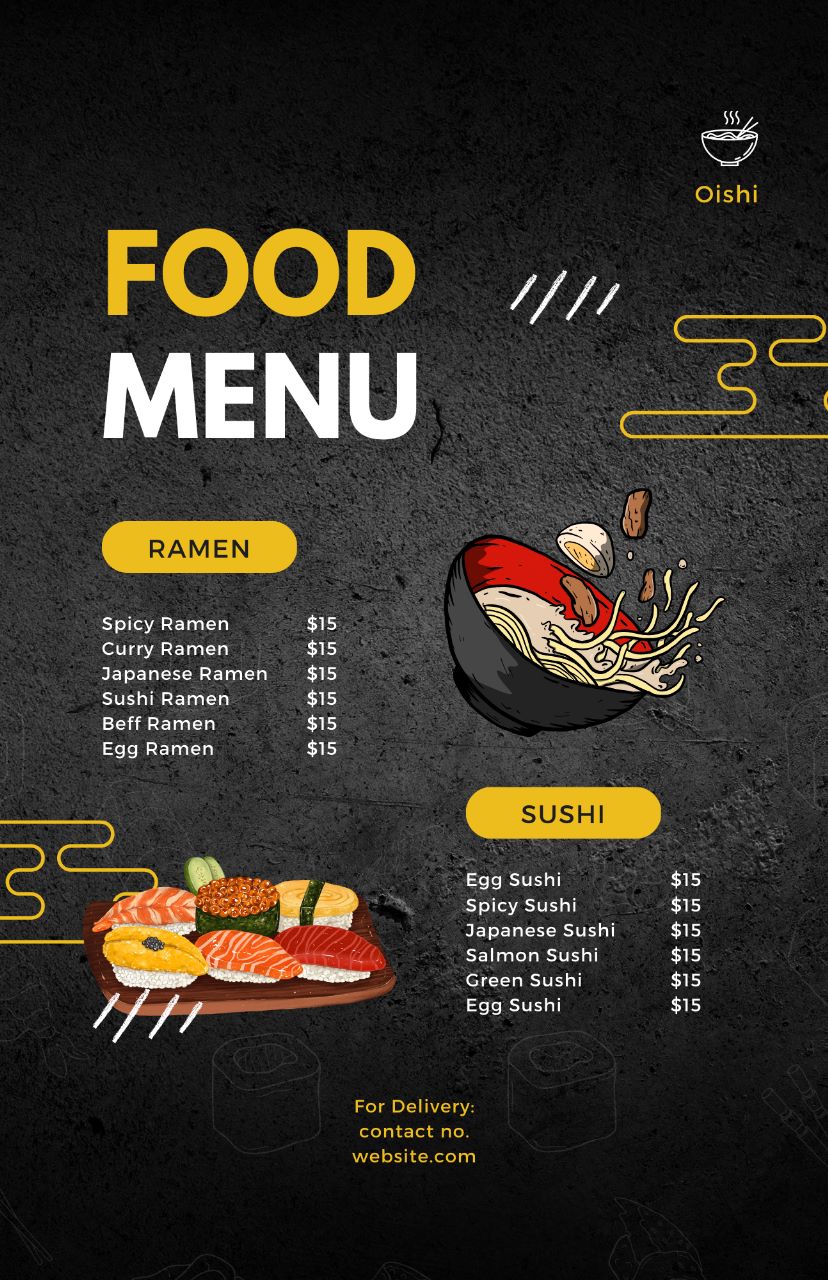 Oishi
FOOD
MENU
RAMEN
Spicy Ramen $15
Curry Ramen $15
Japanese Ramen $15
Sushi Ramen $15
Beff Ramen $15
Egg Ramen $15
SUSHI
Egg Sushi $15
Spicy Sushi $15
Japanese Sushi $15
Salmon Sushi $15
Green Sushi $15
Egg Sushi $15
For Delivery:
contact no.
website.com